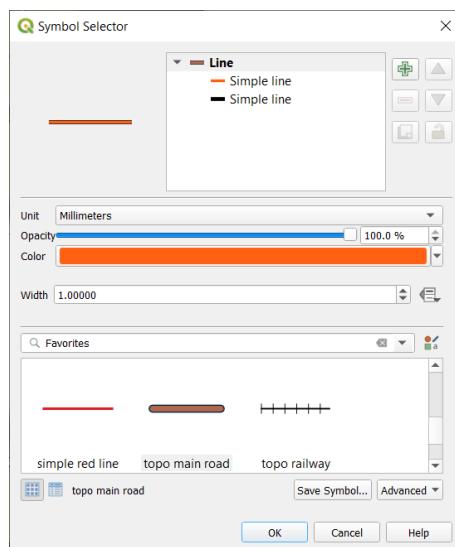 Symbol Selector
Line
Simple line
Simple line
Unit Millimeters
Opacity 100.0 %
Color
Width 1.00000
Favorites
simple red line topo main road topo railway
topo main road Save Symbol... Advanced
OK Cancel Help